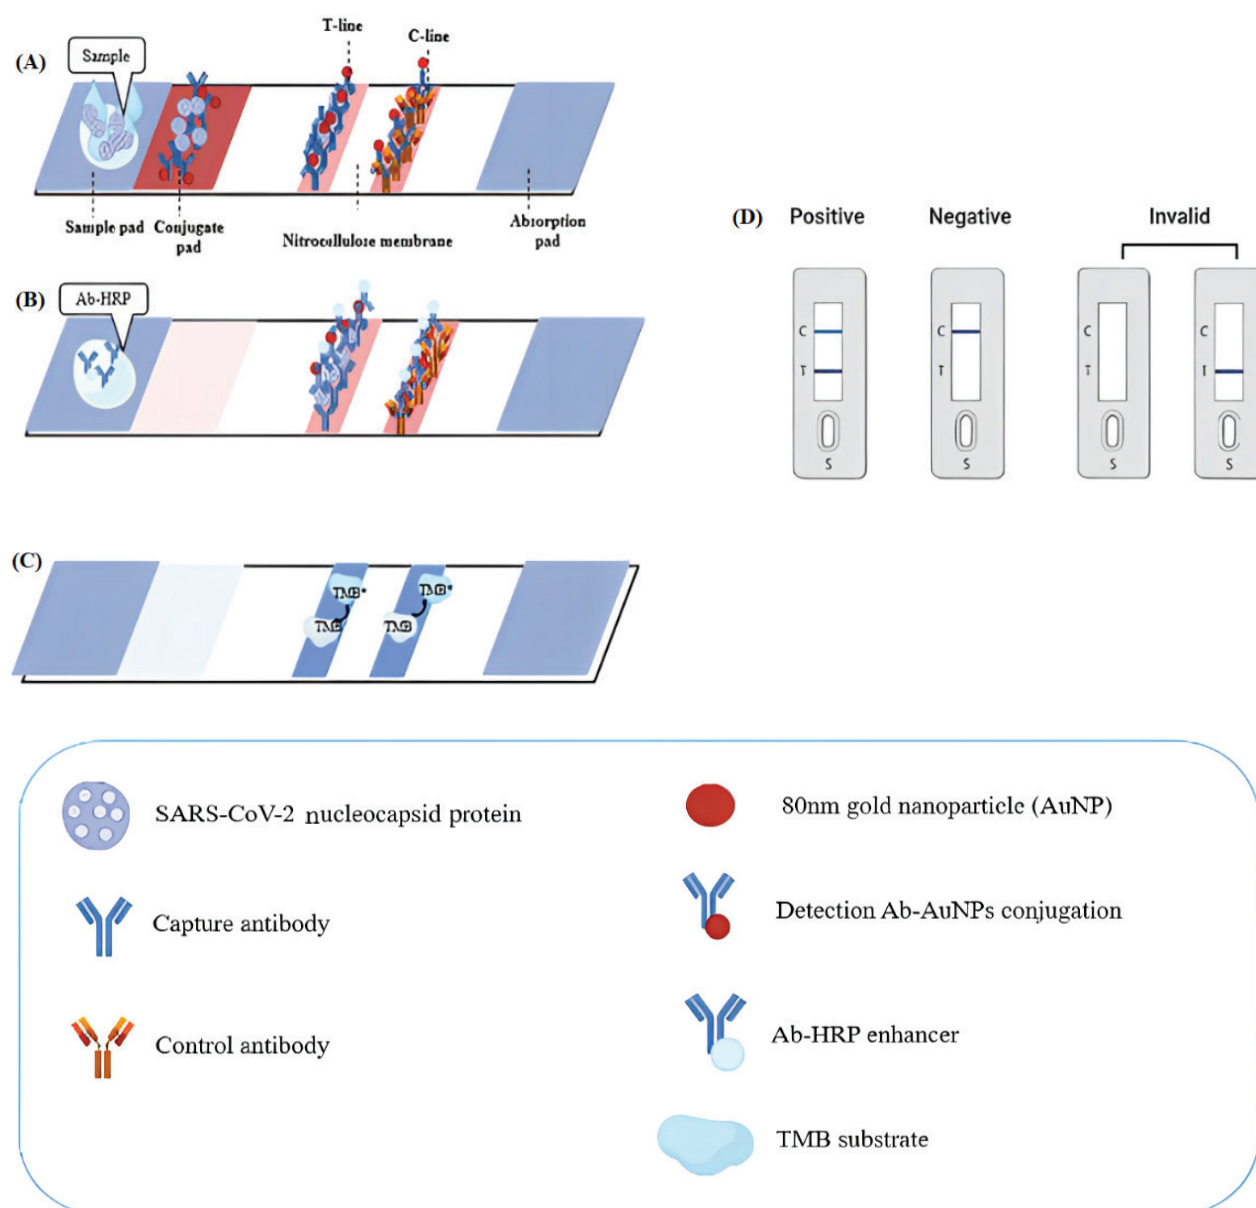 (A)
Sample
T-line
C-line
Sample pad
Conjugate
pad
Nitrocellulose membrane
Absorption
pad
(B)
Ab-HRP
(C)
TMB
TMB*
TMB
TMB*
(D)
Positive
Negative
Invalid
C
T
S
C
T
S
C
T
S
C
T
S
SARS-CoV-2 nucleocapsid protein
Capture antibody
Control antibody
80nm gold nanoparticle (AuNP)
Detection Ab-AuNPs conjugation
Ab-HRP enhancer
TMB substrate